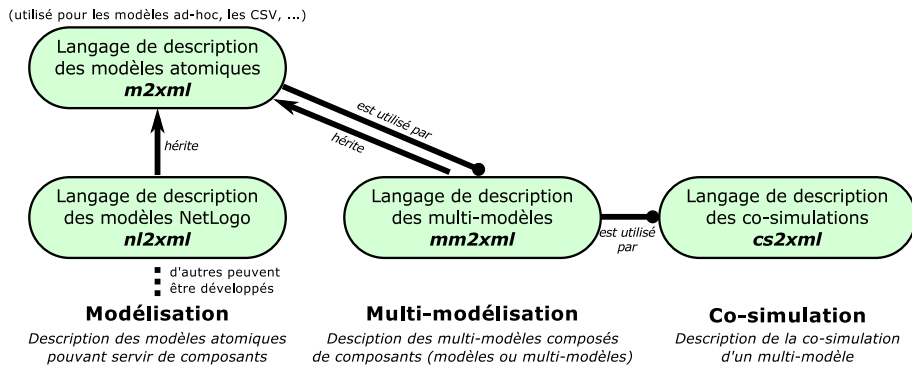 (utilisé pour les modèles ad-hoc, les CSV, ...)
Langage de description
des modèles atomiques
m2xml
est utilisé par
hérite
hérite
Langage de description
des modèles NetLogo
nl2xml
Langage de description
des multi-modèles
mm2xml
est utilisé
par
Langage de description
des co-simulations
cs2xml
d'autres peuvent
être développés
Modélisation
Description des modèles atomiques
pouvant servir de composants
Multi-modélisation
Desciption des multi-modèles composés
de composants (modèles ou multi-modèles)
Co-simulation
Description de la co-simulation
d'un multi-modèle